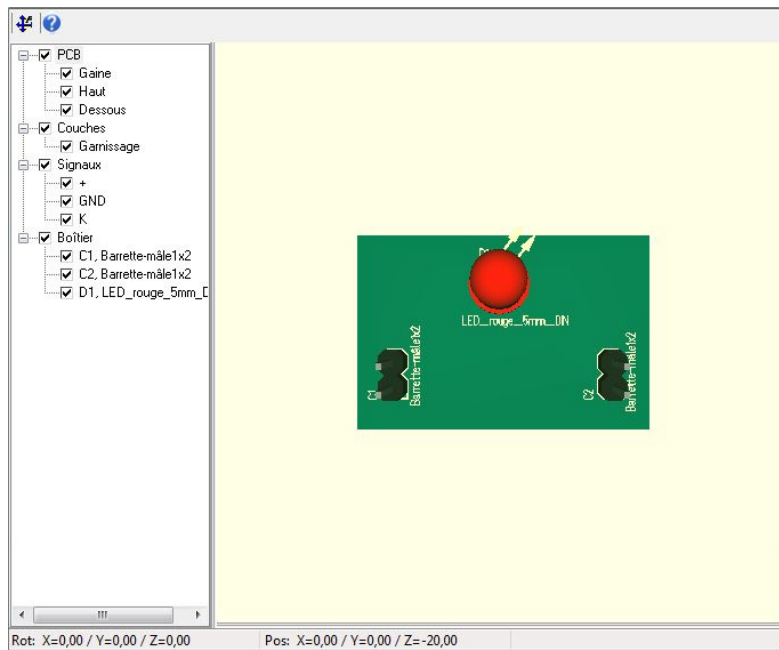 PCB
Gaine
Haut
Dessous
Couches
Garnissage
Signaux
+
GND
K
Boîtier
C1, Barrette-mâle1x2
C2, Barrette-mâle1x2
D1, LED_rouge_5mm_D
LED_rouge_5mm_DIN
C1
Barrette-mâle1x2
C2
Barrette-mâle1x2
Rot: X=0,00 / Y=0,00 / Z=0,00
Pos: X=0,00 / Y=0,00 / Z=-20,00